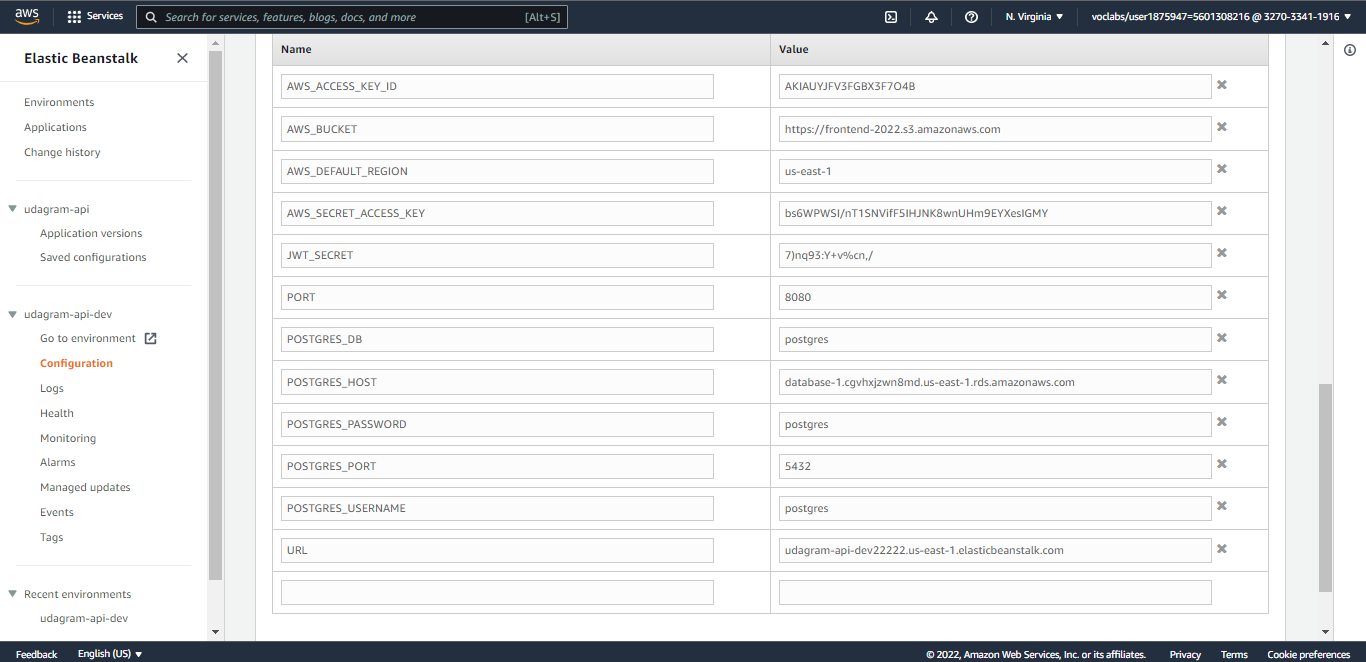 aws
Services
Search for services, features, blogs, docs, and more
[Alt+S]
N. Virginia ▼
voclabs/user1875947=5601308216 @ 3270-3341-1916 ▼
Elastic Beanstalk
Environments
Applications
Change history
udagram-api
Application versions
Saved configurations
udagram-api-dev
Go to environment
Configuration
Logs
Health
Monitoring
Alarms
Managed updates
Events
Tags
Recent environments
udagram-api-dev
Name Value
AWS_ACCESS_KEY_ID AKIAUYJFV3FGBX3F7O4B
AWS_BUCKET https://frontend-2022.s3.amazonaws.com
AWS_DEFAULT_REGION us-east-1
AWS_SECRET_ACCESS_KEY bs6WPWSI/nT1SNVifF5IHJNK8wnUHm9EYXesIGMY
JWT_SECRET 7)nq93:Y+v%cn,/
PORT 8080
POSTGRES_DB postgres
POSTGRES_HOST database-1.cgvhxjzwn8md.us-east-1.rds.amazonaws.com
POSTGRES_PASSWORD postgres
POSTGRES_PORT 5432
POSTGRES_USERNAME postgres
URL udagram-api-dev22222.us-east-1.elasticbeanstalk.com
Feedback English (US) ▼
© 2022, Amazon Web Services, Inc. or its affiliates. Privacy Terms Cookie preferences